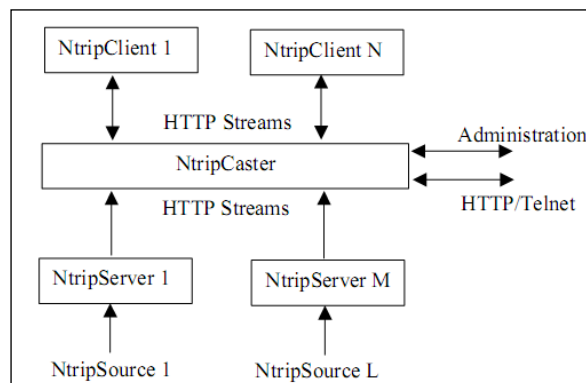 NtripClient 1
NtripClient N
HTTP Streams
Administration
NtripCaster
HTTP Streams
HTTP/Telnet
NtripServer 1
NtripServer M
NtripSource 1
NtripSource L